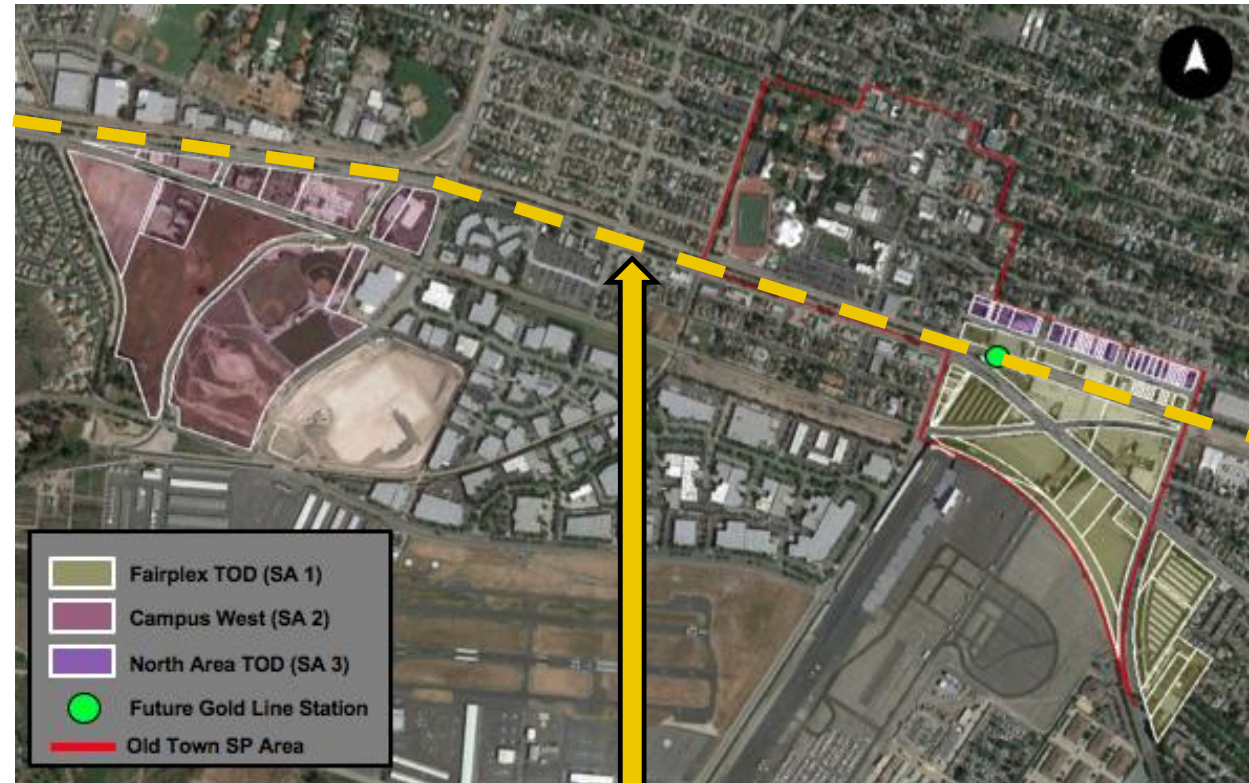 Fairplex TOD (SA 1)
Campus West (SA 2)
North Area TOD (SA 3)
Future Gold Line Station
Old Town SP Area